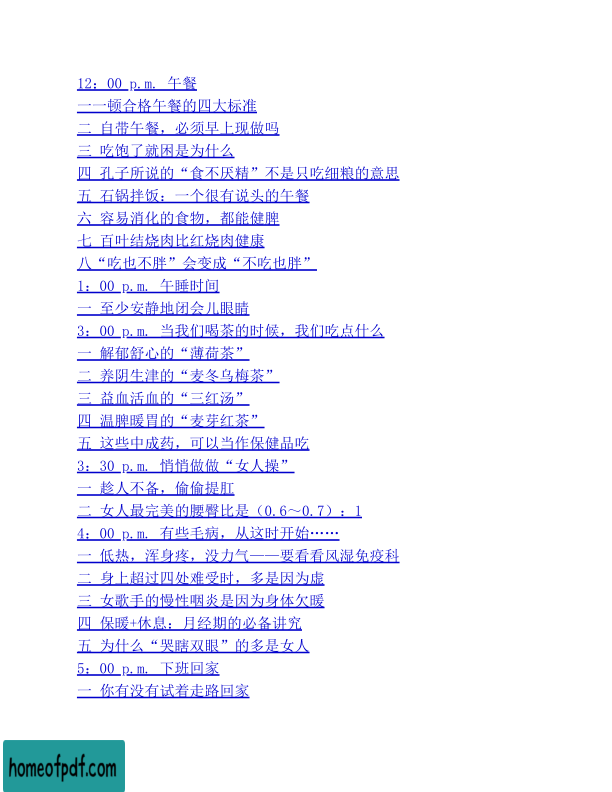 12：00 p.m. 午餐
一一顿合格午餐的四大标准
二 自带午餐，必须早上现做吗
三 吃饱了就困是为什么
四 孔子所说的“食不厌精”不是只吃细粮的意思
五 石锅拌饭：一个很有说头的午餐
六 容易消化的食物，都能健脾
七 百叶结烧肉比红烧肉健康
八“吃也不胖”会变成“不吃也胖”
1：00 p.m. 午睡时间
一 至少安静地闭会儿眼睛
3：00 p.m. 当我们喝茶的时候，我们吃点什么
一 解郁舒心的“薄荷茶”
二 养阴生津的“麦冬乌梅茶”
三 益血活血的“三红汤”
四 温脾暖胃的“麦芽红茶”
五 这些中成药，可以当作保健品吃
3：30 p.m. 悄悄做做“女人操”
一 趁人不备，偷偷提肛
二 女人最完美的腰臀比是（0.6～0.7）：1
4：00 p.m. 有些毛病，从这时开始……
一 低热，浑身疼，没力气——要看看风湿免疫科
二 身上超过四处难受时，多是因为虚
三 女歌手的慢性咽炎是因为身体欠暖
四 保暖+休息：月经期的必备讲究
五 为什么“哭瞎双眼”的多是女人
5：00 p.m. 下班回家
一 你有没有试着走路回家
homeofpdf.com